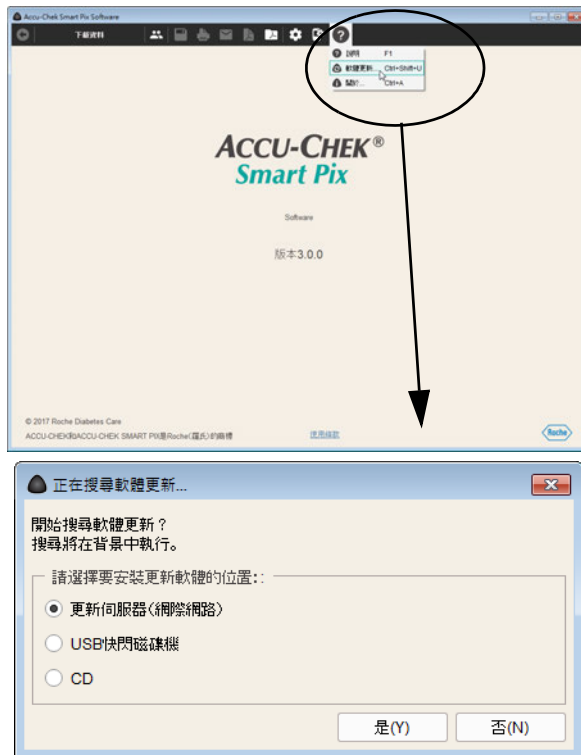 Accu-Chek Smart Pix Software
下載資料
說明 F1
軟體更新... Ctrl+Shift+U
關於... Ctrl+A
ACCU-CHEK®
Smart Pix
Software
版本3.0.0
© 2017 Roche Diabetes Care
ACCU-CHEK和ACCU-CHEK SMART PIX是Roche(羅氏)的商標
使用條款
Roche
正在搜尋軟體更新...
開始搜尋軟體更新？
搜尋將在背景中執行。
請選擇要安裝更新軟體的位置:：
更新伺服器(網際網路)
USB快閃磁碟機
CD
是(Y)
否(N)